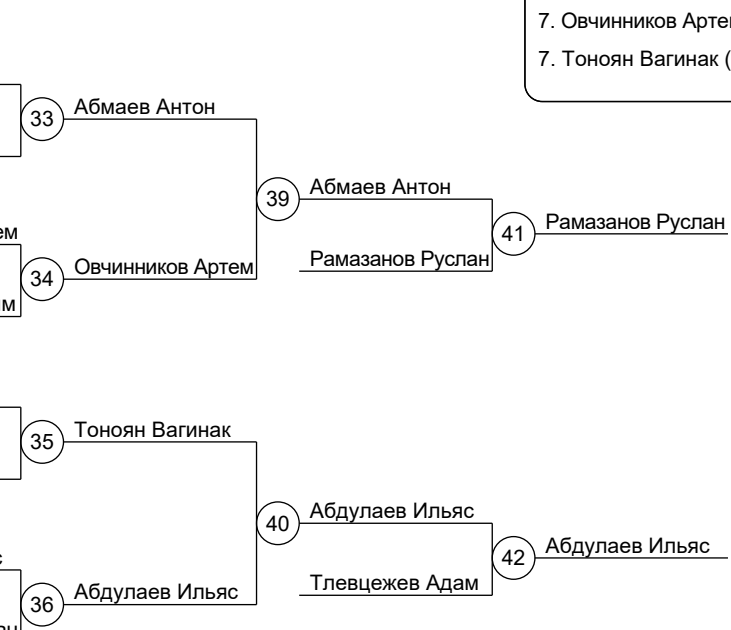 7. Овчинников
7. Тоноян Вагинак (
33 Абмаев Антон
39 Абмаев Антон
41 Рамазанов Руслан
34 Овчинников Артем
Рамазанов Руслан
35 Тоноян Вагинак
40 Абдулаев Ильяс
42 Абдулаев Ильяс
36 Абдулаев Ильяс
Тлевцежев Адам